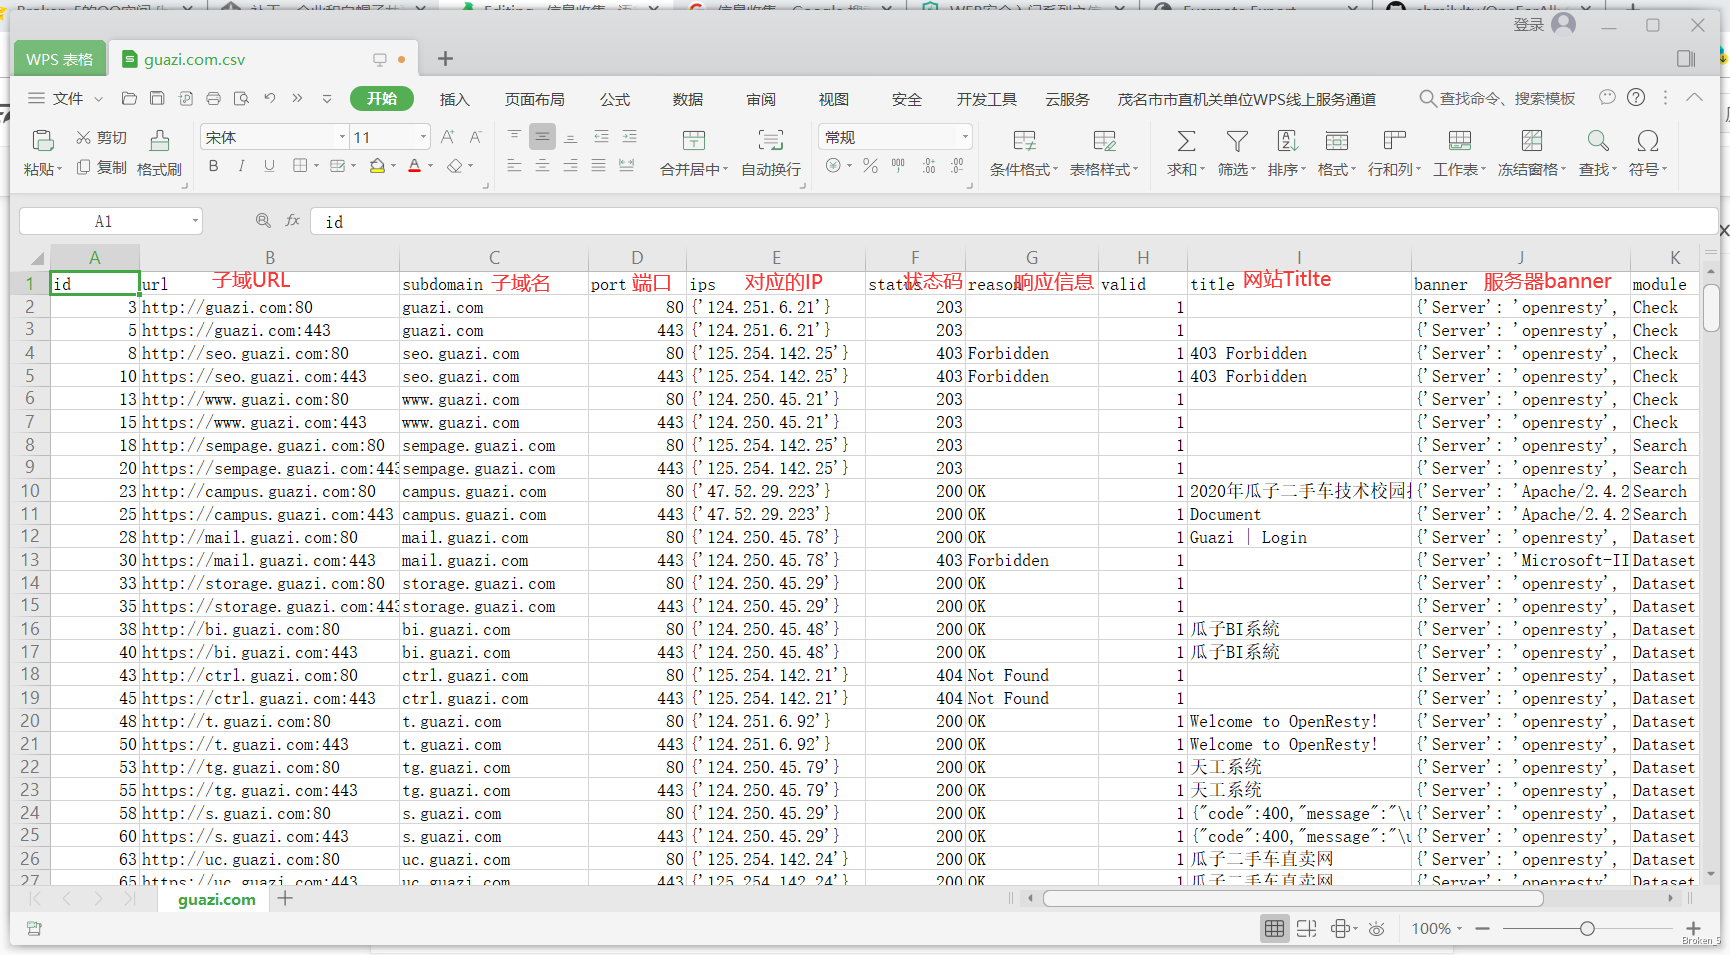 登录
WPS 表格 guazi.com.csv
文件 开始 插入 页面布局 公式 数据 审阅 视图 安全 开发工具 云服务 茂名市市直机关单位WPS线上服务通道 查找命令、搜索模板
粘贴 剪切 复制 格式刷 宋体 11 B I U A 合并居中 自动换行 常规 条件格式 表格样式 求和 筛选 排序 格式 行和列 工作表 冻结窗格 查找 符号
A1 fx id
A B C D E F G H I J K
1 id url 子域URL subdomain 子域名 port 端口 ips 对应的IP status 状态码 reason 响应信息 valid title 网站Titlte banner 服务器banner module
2 3 http://guazi.com:80 guazi.com 80 {'124.251.6.21'} 203 1 {'Server': 'openresty', Check
3 5 https://guazi.com:443 guazi.com 443 {'124.251.6.21'} 203 1 {'Server': 'openresty', Check
4 8 http://seo.guazi.com:80 seo.guazi.com 80 {'125.254.142.25'} 403 Forbidden 1 403 Forbidden {'Server': 'openresty', Check
5 10 https://seo.guazi.com:443 seo.guazi.com 443 {'125.254.142.25'} 403 Forbidden 1 403 Forbidden {'Server': 'openresty', Check
6 13 http://www.guazi.com:80 www.guazi.com 80 {'124.250.45.21'} 203 1 {'Server': 'openresty', Check
7 15 https://www.guazi.com:443 www.guazi.com 443 {'124.250.45.21'} 203 1 {'Server': 'openresty', Check
8 18 http://sempage.guazi.com:80 sempage.guazi.com 80 {'125.254.142.25'} 203 1 {'Server': 'openresty', Search
9 20 https://sempage.guazi.com:443 sempage.guazi.com 443 {'125.254.142.25'} 203 1 {'Server': 'openresty', Search
10 23 http://campus.guazi.com:80 campus.guazi.com 80 {'47.52.29.223'} 200 OK 1 2020年瓜子二手车技术校园 {'Server': 'Apache/2.4.2 Search
11 25 https://campus.guazi.com:443 campus.guazi.com 443 {'47.52.29.223'} 200 OK 1 Document {'Server': 'Apache/2.4.2 Search
12 28 http://mail.guazi.com:80 mail.guazi.com 80 {'124.250.45.78'} 200 OK 1 Guazi | Login {'Server': 'openresty', Dataset
13 30 https://mail.guazi.com:443 mail.guazi.com 443 {'124.250.45.78'} 403 Forbidden 1 {'Server': 'Microsoft-II Dataset
14 33 http://storage.guazi.com:80 storage.guazi.com 80 {'124.250.45.29'} 200 OK 1 {'Server': 'openresty', Dataset
15 35 https://storage.guazi.com:443 storage.guazi.com 443 {'124.250.45.29'} 200 OK 1 {'Server': 'openresty', Dataset
16 38 http://bi.guazi.com:80 bi.guazi.com 80 {'124.250.45.48'} 200 OK 1 瓜子BI系統 {'Server': 'openresty', Dataset
17 40 https://bi.guazi.com:443 bi.guazi.com 443 {'124.250.45.48'} 200 OK 1 瓜子BI系統 {'Server': 'openresty', Dataset
18 43 http://ctrl.guazi.com:80 ctrl.guazi.com 80 {'125.254.142.21'} 404 Not Found 1 {'Server': 'openresty', Dataset
19 45 https://ctrl.guazi.com:443 ctrl.guazi.com 443 {'125.254.142.21'} 404 Not Found 1 {'Server': 'openresty', Dataset
20 48 http://t.guazi.com:80 t.guazi.com 80 {'124.251.6.92'} 200 OK 1 Welcome to OpenResty! {'Server': 'openresty', Dataset
21 50 https://t.guazi.com:443 t.guazi.com 443 {'124.251.6.92'} 200 OK 1 Welcome to OpenResty! {'Server': 'openresty', Dataset
22 53 http://tg.guazi.com:80 tg.guazi.com 80 {'124.250.45.79'} 200 OK 1 天工系统 {'Server': 'openresty', Dataset
23 55 https://tg.guazi.com:443 tg.guazi.com 443 {'124.250.45.79'} 200 OK 1 天工系统 {'Server': 'openresty', Dataset
24 58 http://s.guazi.com:80 s.guazi.com 80 {'124.250.45.29'} 200 OK 1 {"code":400,"message":"\u {'Server': 'openresty', Dataset
25 60 https://s.guazi.com:443 s.guazi.com 443 {'124.250.45.29'} 200 OK 1 {"code":400,"message":"\u {'Server': 'openresty', Dataset
26 63 http://uc.guazi.com:80 uc.guazi.com 80 {'125.254.142.24'} 200 OK 1 瓜子二手车直卖网 {'Server': 'openresty', Dataset
27 65 https://uc.guazi.com:443 uc.guazi.com 443 {'125.254.142.24'} 200 OK 1 瓜子二手车直卖网 {'Server': 'openresty', Dataset
guazi.com
100%
Broken_5